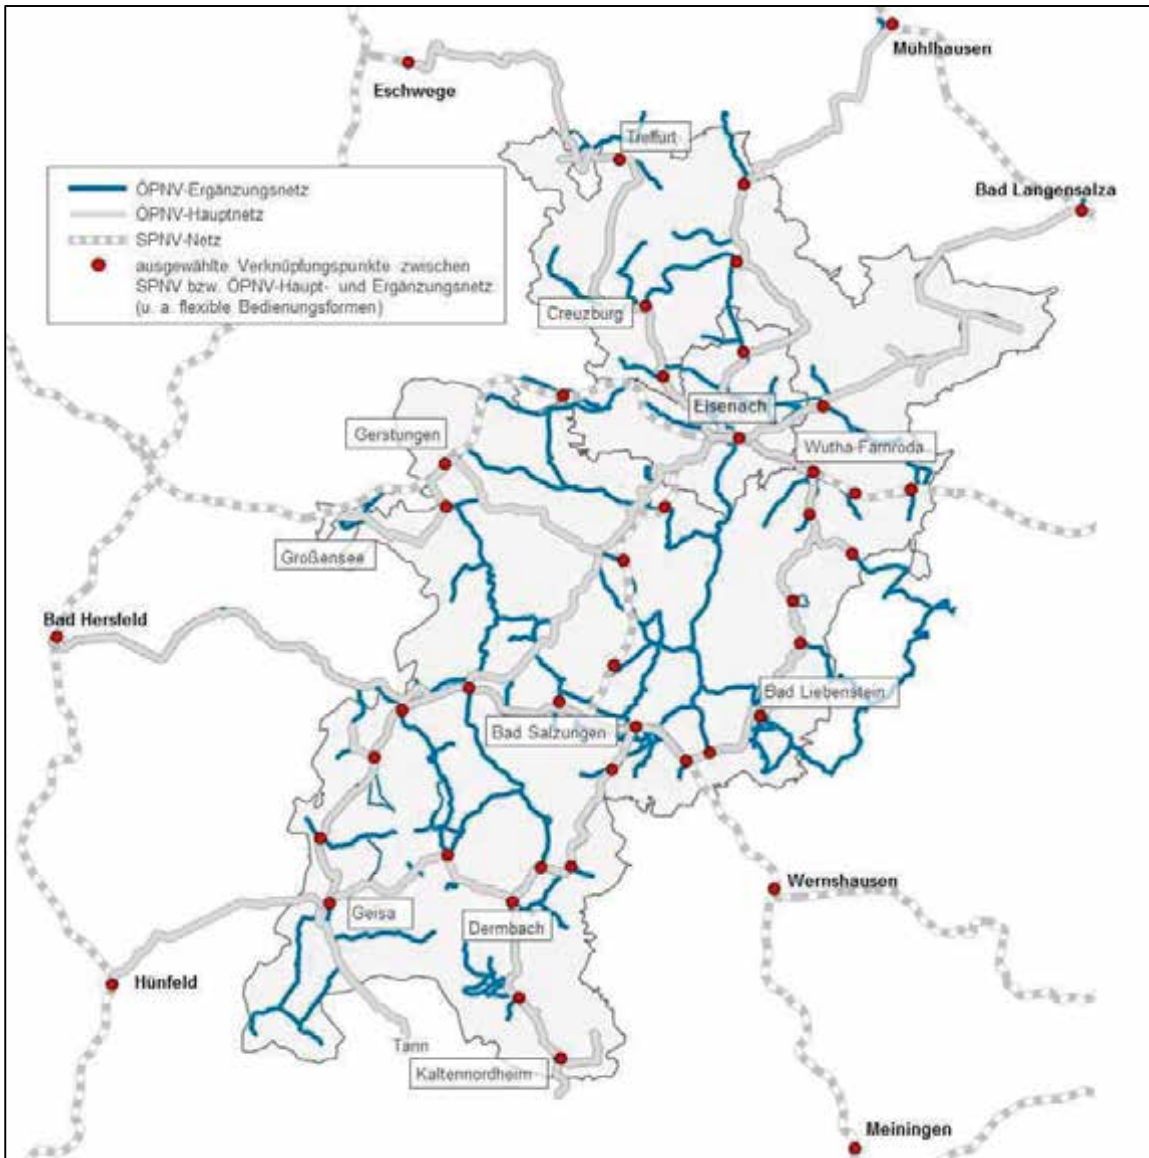 Mühlhausen
Eschwege
Treffurt
ÖPNV-Ergänzungsnetz
ÖPNV-Hauptnetz
SPNV-Netz
ausgewählte Verknüpfungspunkte zwischen
SPNV bzw. ÖPNV-Haupt- und Ergänzungsnetz
(u. a. flexible Bedienungsformen)
Bad Langensalza
Creuzburg
Eisenach
Gerstungen
Wutha-Farnroda
Großensee
Bad Hersfeld
Bad Liebenstein
Bad Salzungen
Wernshausen
Geisa
Dermbach
Hünfeld
Tann
Kaltennordheim
Meiningen